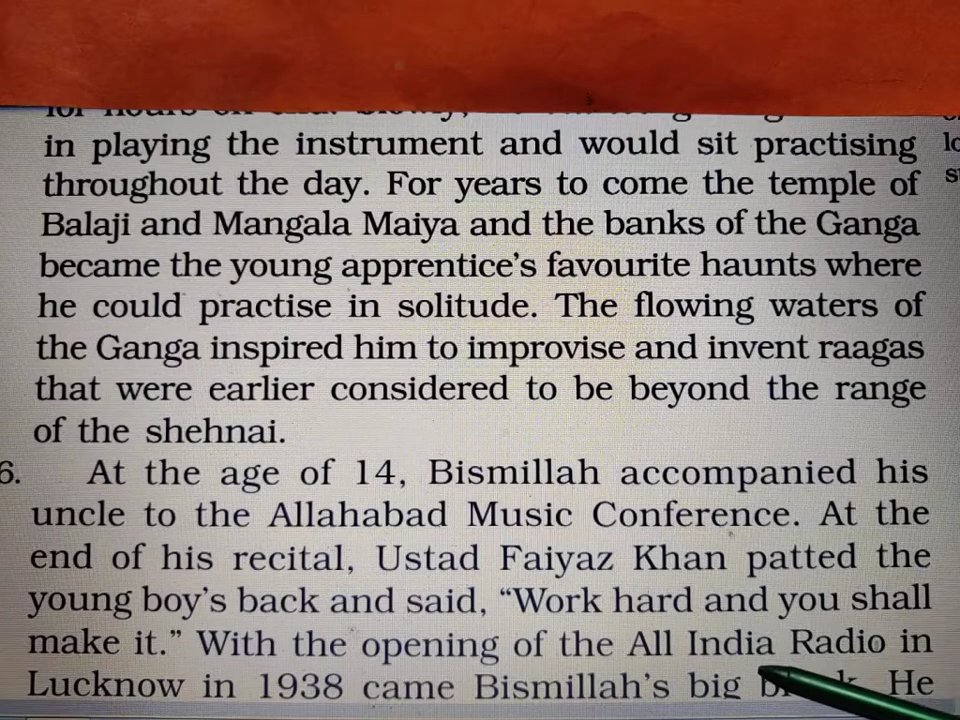 in playing the instrument and would sit practising
throughout the day. For years to come the temple of
Balaji and Mangala Maiya and the banks of the Ganga
became the young apprentice's favourite haunts where
he could practise in solitude. The flowing waters of
the Ganga inspired him to improvise and invent raagas
that were earlier considered to be beyond the range
of the shehnai.
6. At the age of 14, Bismillah accompanied his
uncle to the Allahabad Music Conference. At the
end of his recital, Ustad Faiyaz Khan patted the
young boy's back and said, “Work hard and you shall
make it.” With the opening of the All India Radio in
Lucknow in 1938 came Bismillah's big He